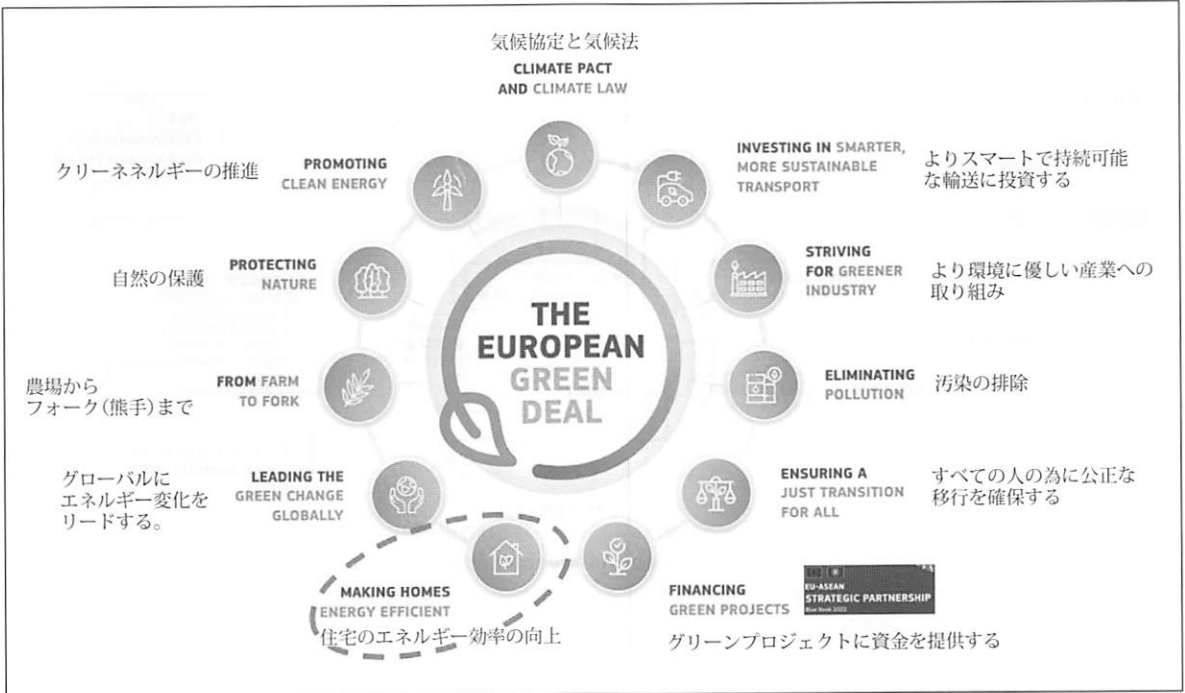 気候協定と気候法
CLIMATE PACT
AND CLIMATE LAW
クリーネネルギーの推進
PROMOTING
CLEAN ENERGY
INVESTING IN SMARTER,
MORE SUSTAINABLE
TRANSPORT
よりスマートで持続可能
な輸送に投資する
自然の保護
PROTECTING
NATURE
STRIVING
FOR GREENER
INDUSTRY
より環境に優しい産業への
取り組み
THE
EUROPEAN
GREEN
DEAL
農場から
フォーク(熊手)まで
FROM FARM
TO FORK
ELIMINATING
POLLUTION
汚染の排除
グローバルに
エネルギー変化を
リードする。
LEADING THE
GREEN CHANGE
GLOBALLY
ENSURING A
JUST TRANSITION
FOR ALL
すべての人の為に公正な
移行を確保する
MAKING HOMES
ENERGY EFFICIENT
住宅のエネルギー効率の向上
FINANCING
GREEN PROJECTS
EU-ASEAN
STRATEGIC PARTNERSHIP
Blue Book 2022
グリーンプロジェクトに資金を提供する